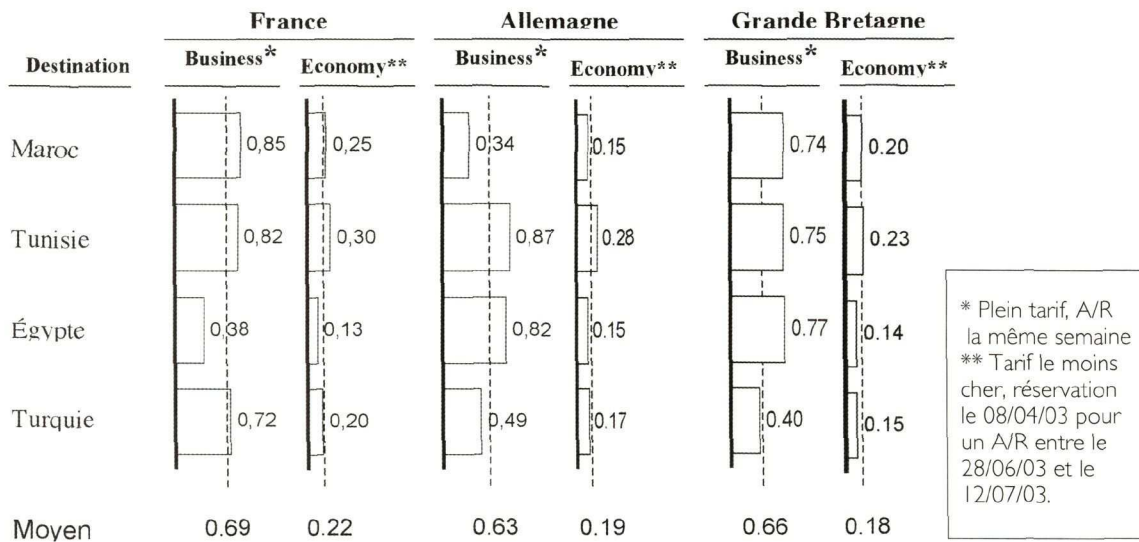 France Allemagne Grande Bretagne
Destination Business* Economy** Business* Economy** Business* Economy**
Maroc 0,85 0,25 0.34 0.15 0.74 0.20
Tunisie 0,82 0,30 0,87 0.28 0.75 0.23
Égypte 0,38 0,13 0,82 0.15 0.77 0.14
Turquie 0,72 0,20 0,49 0.17 0.40 0.15
Moyen 0.69 0.22 0.63 0.19 0.66 0.18
* Plein tarif, A/R
la même semaine
** Tarif le moins
cher, réservation
le 08/04/03 pour
un A/R entre le
28/06/03 et le
12/07/03.